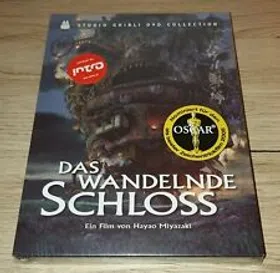 STUDIO GHIBLI DVD COLLECTION
intro
OSCAR
DAS
WANDELNDE
SCHLOSS
Ein Film von Hayao Miyazaki